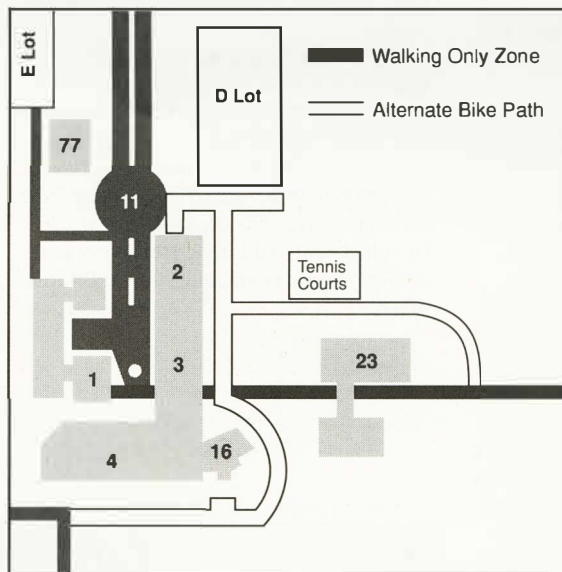 E Lot
D Lot
Walking Only Zone
Alternate Bike Path
77
11
2
Tennis
Courts
3
23
1
4
16